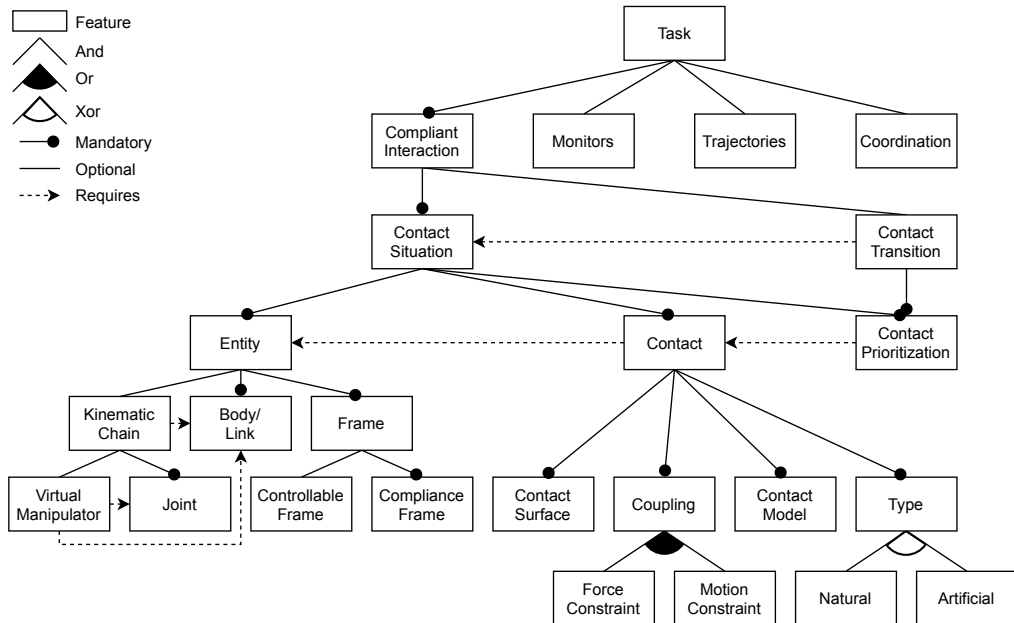 Feature
And
Or
Xor
Mandatory
Optional
Requires
Task
Compliant
Interaction
Monitors
Trajectories
Coordination
Contact
Situation
Contact
Transition
Entity
Contact
Contact
Prioritization
Kinematic
Chain
Body/
Link
Frame
Virtual
Manipulator
Joint
Controllable
Frame
Compliance
Frame
Contact
Surface
Coupling
Contact
Model
Type
Force
Constraint
Motion
Constraint
Natural
Artificial